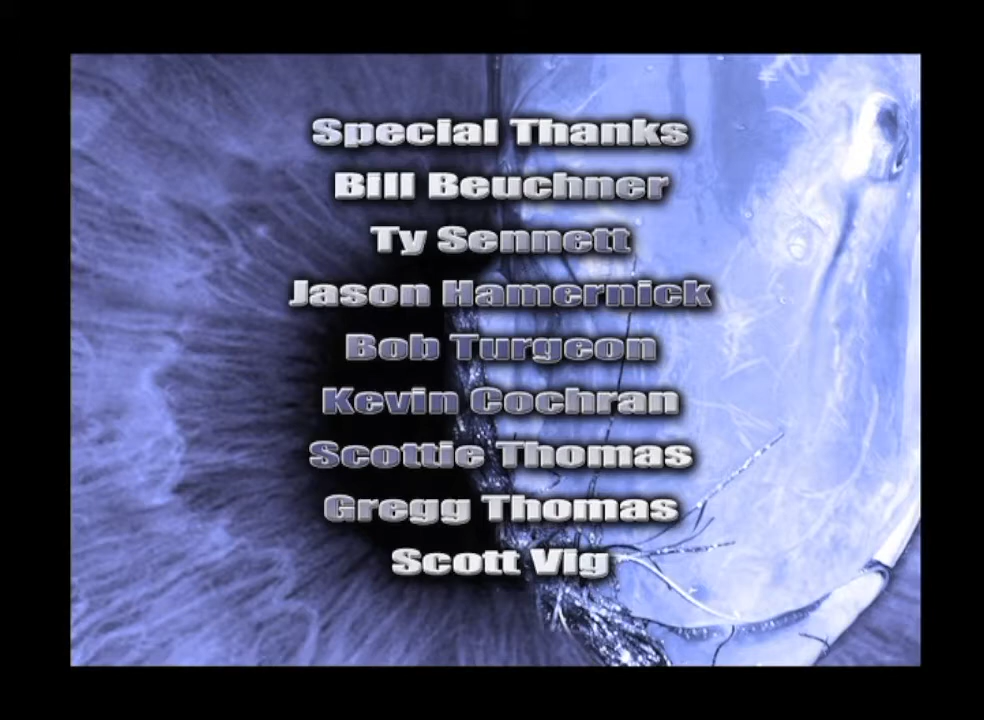 Special Thanks
Bill Beuchner
Ty Sennett
Jason Hamernick
Bob Turgeon
Kevin Cochran
Scottie Thomas
Gregg Thomas
Scott Vig